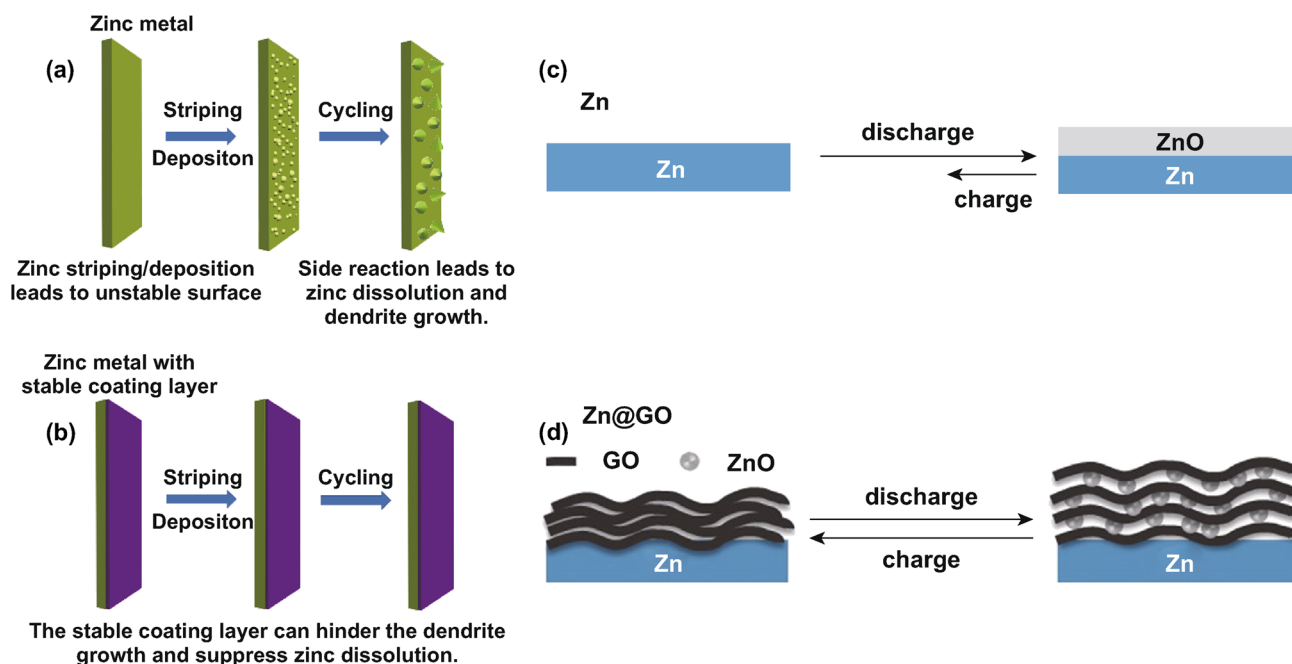 Zinc metal
(a)
Striping
Depositon
Cycling
Zinc striping/deposition
leads to unstable surface
Side reaction leads to
zinc dissolution and
dendrite growth.
Zinc metal with
stable coating layer
(b)
Striping
Depositon
Cycling
The stable coating layer can hinder the dendrite
growth and suppress zinc dissolution.
(c)
Zn
Zn
discharge
charge
ZnO
Zn
(d)
Zn@GO
GO
ZnO
Zn
discharge
charge
Zn